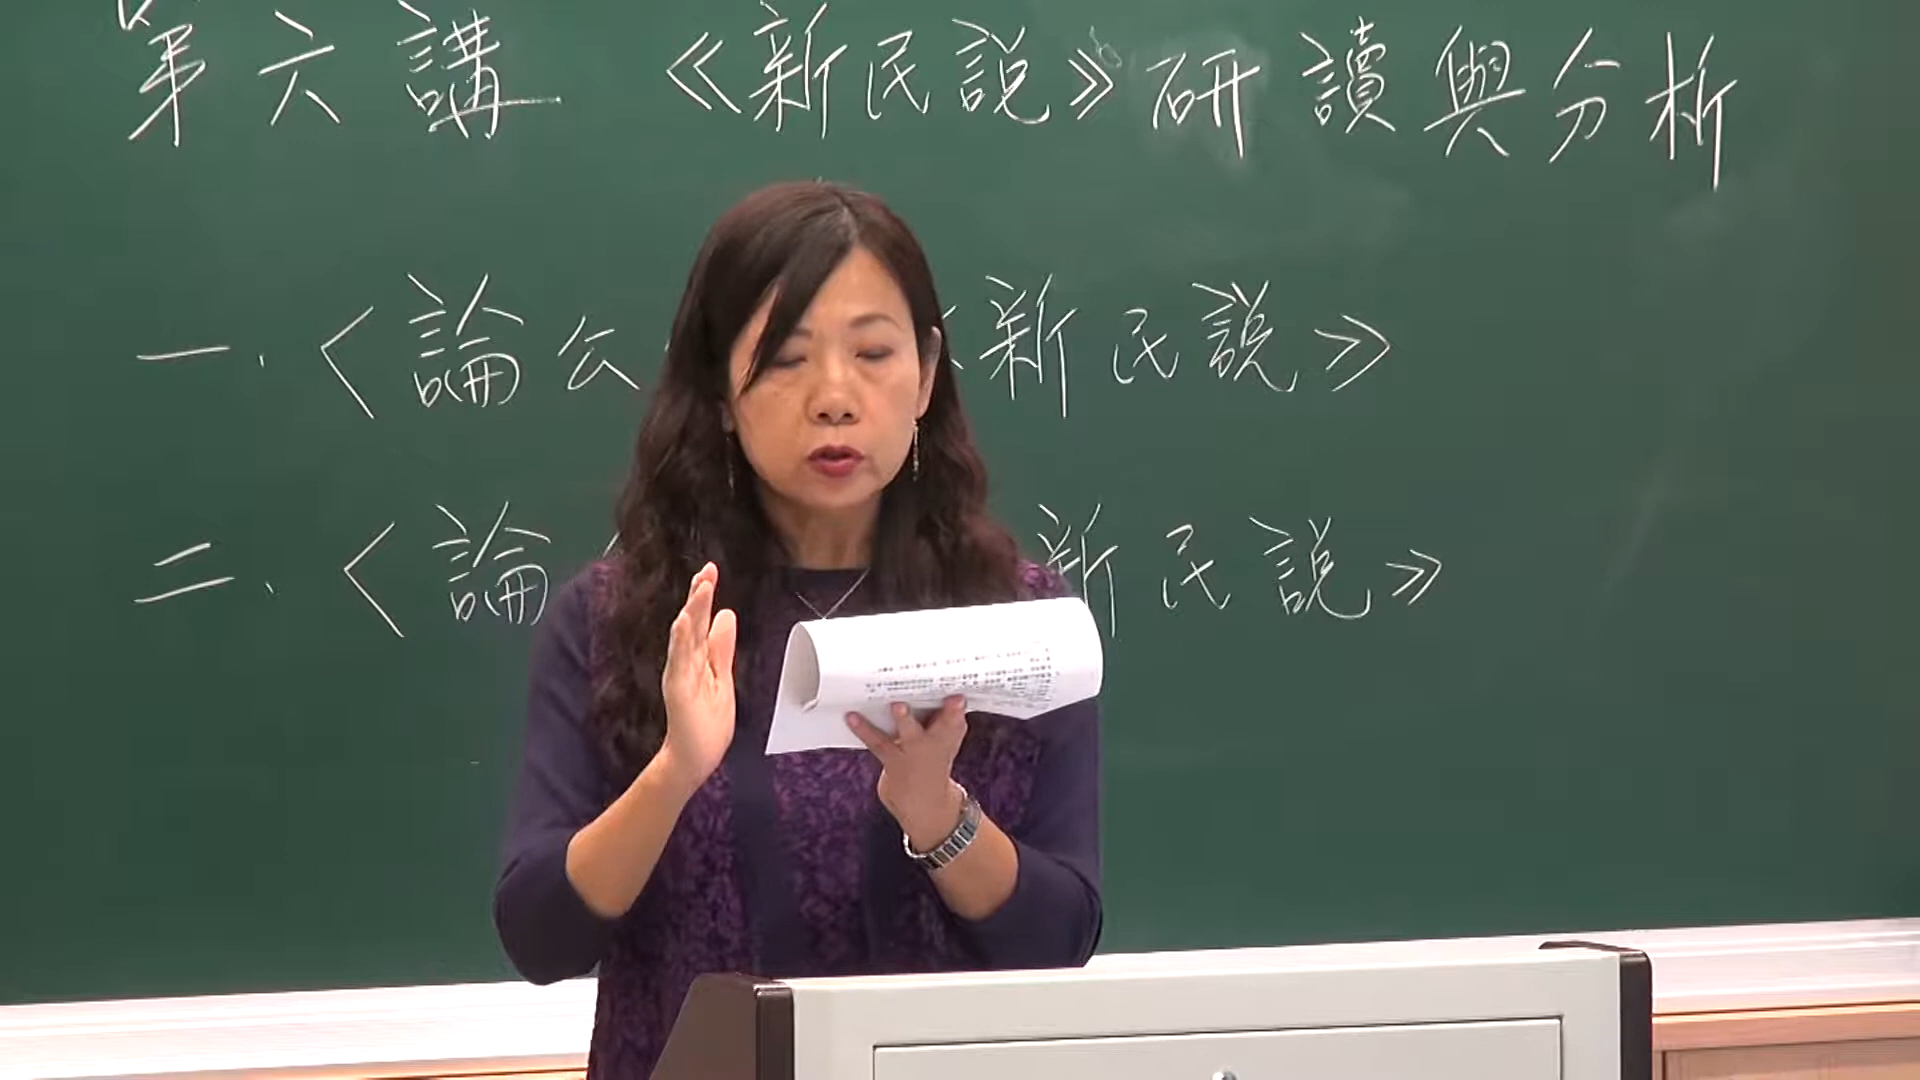 第六講 《新民說》研讀與分析
一.〈論公 新民說》
二、〈論 新民說》